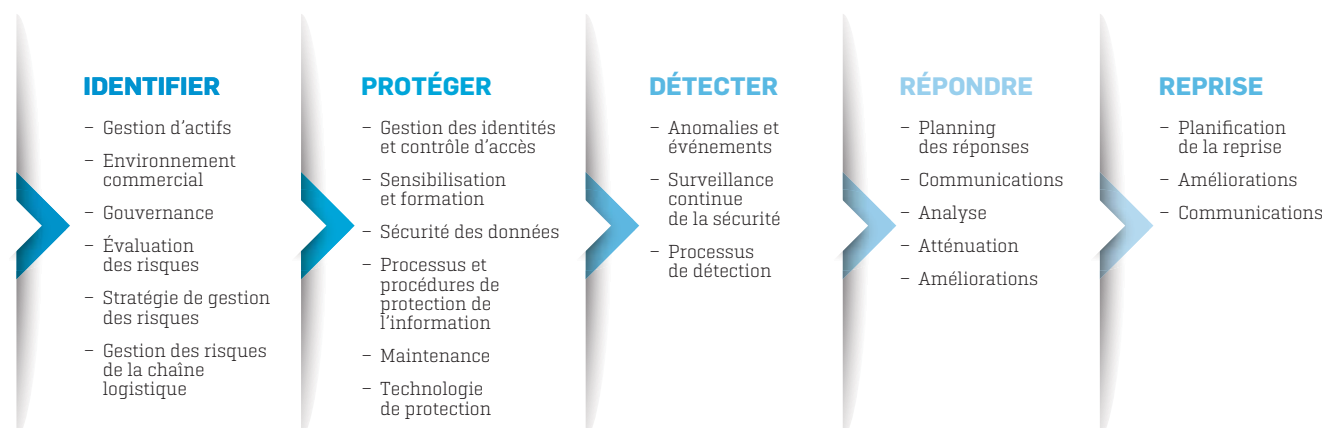 IDENTIFIER
– Gestion d’actifs
– Environnement
commercial
– Gouvernance
– Évaluation
des risques
– Stratégie de gestion
des risques
– Gestion des risques
de la chaîne
logistique
PROTÉGER
– Gestion des identités
et contrôle d’accès
– Sensibilisation
et formation
– Sécurité des données
– Processus et
procédures de
protection de
l’information
– Maintenance
– Technologie
de protection
DÉTECTER
– Anomalies et
événements
– Surveillance
continue
de la sécurité
– Processus
de détection
RÉPONDRE
– Planning
des réponses
– Communications
– Analyse
– Atténuation
– Améliorations
REPRISE
– Planification
de la reprise
– Améliorations
– Communications